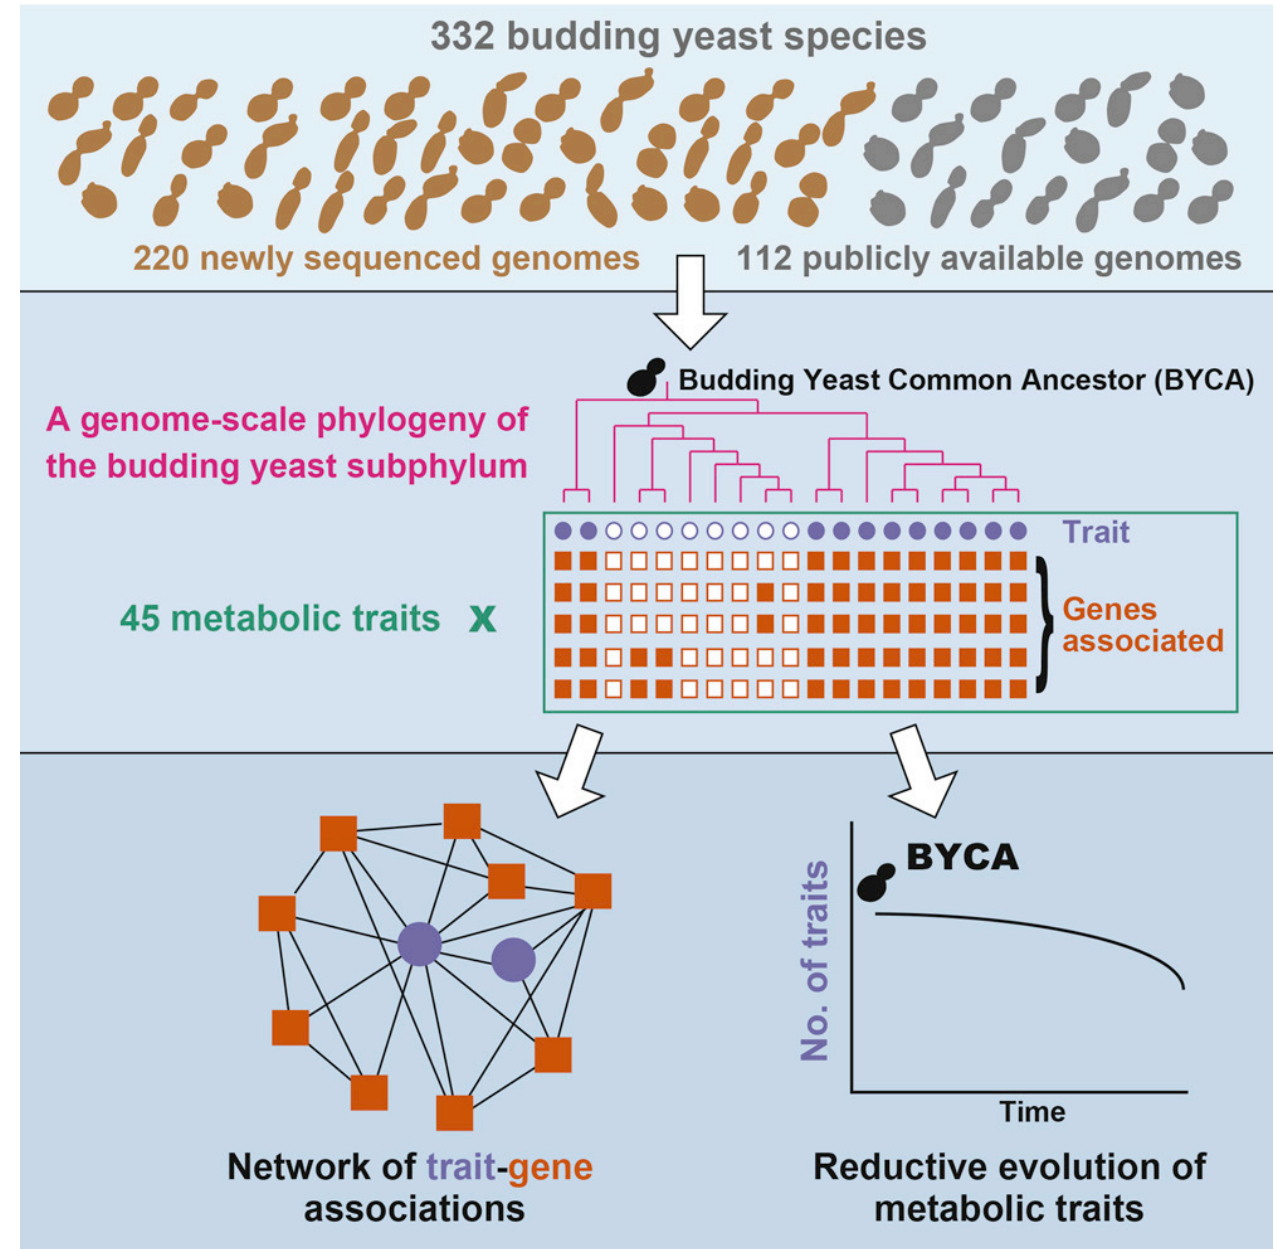 332 budding yeast species
220 newly sequenced genomes
112 publicly available genomes
Budding Yeast Common Ancestor (BYCA)
A genome-scale phylogeny of
the budding yeast subphylum
Trait
45 metabolic traits x
Genes
associated
BYCA
No. of traits
Time
Network of trait-gene
associations
Reductive evolution of
metabolic traits